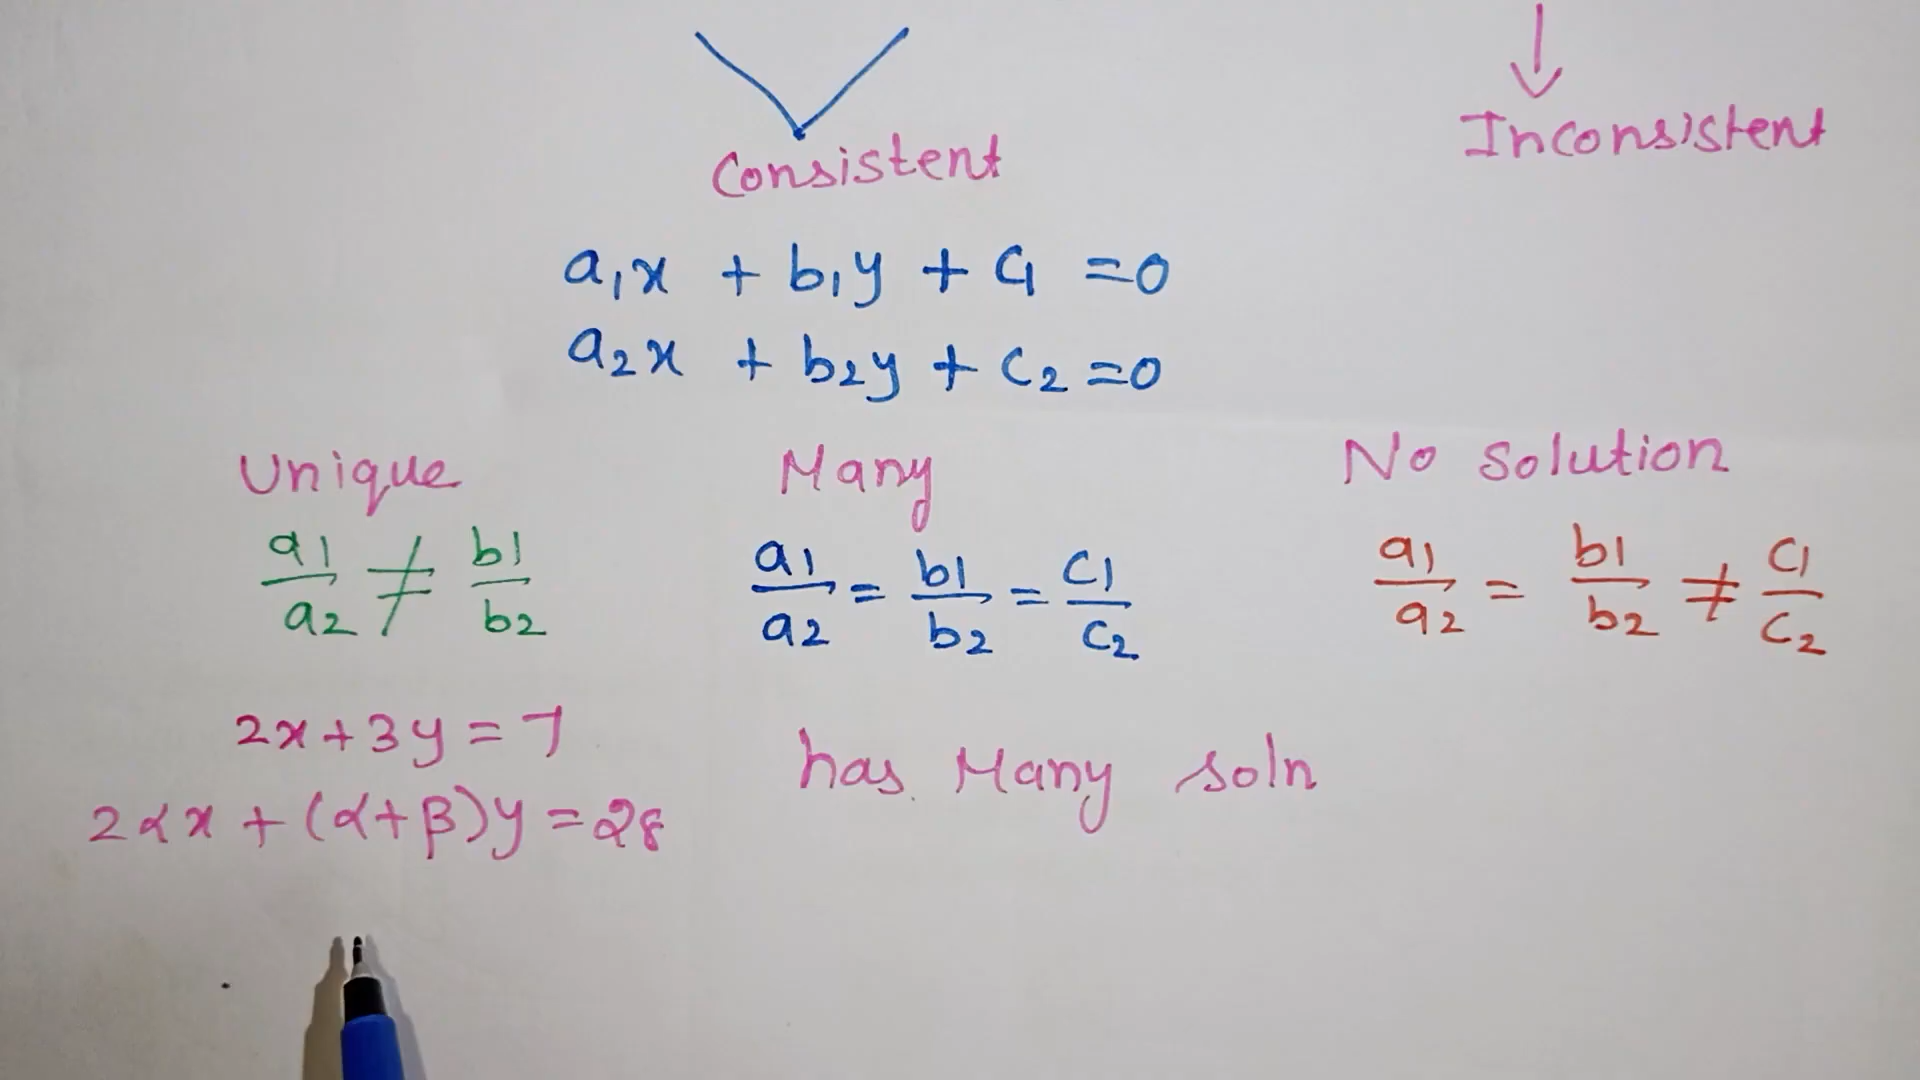 Consistent
Inconsistent
a₁x + b₁y + C₁ =0
a₂x + b₂y + C₂ =0
Unique
Many
No solution
a1/a2 ≠ b1/b2
a1/a2 = b1/b2 = C1/C2
a1/a2 = b1/b2 ≠ C1/C2
2x+3y=7
has Many soln
2αx+(α+β)y=28